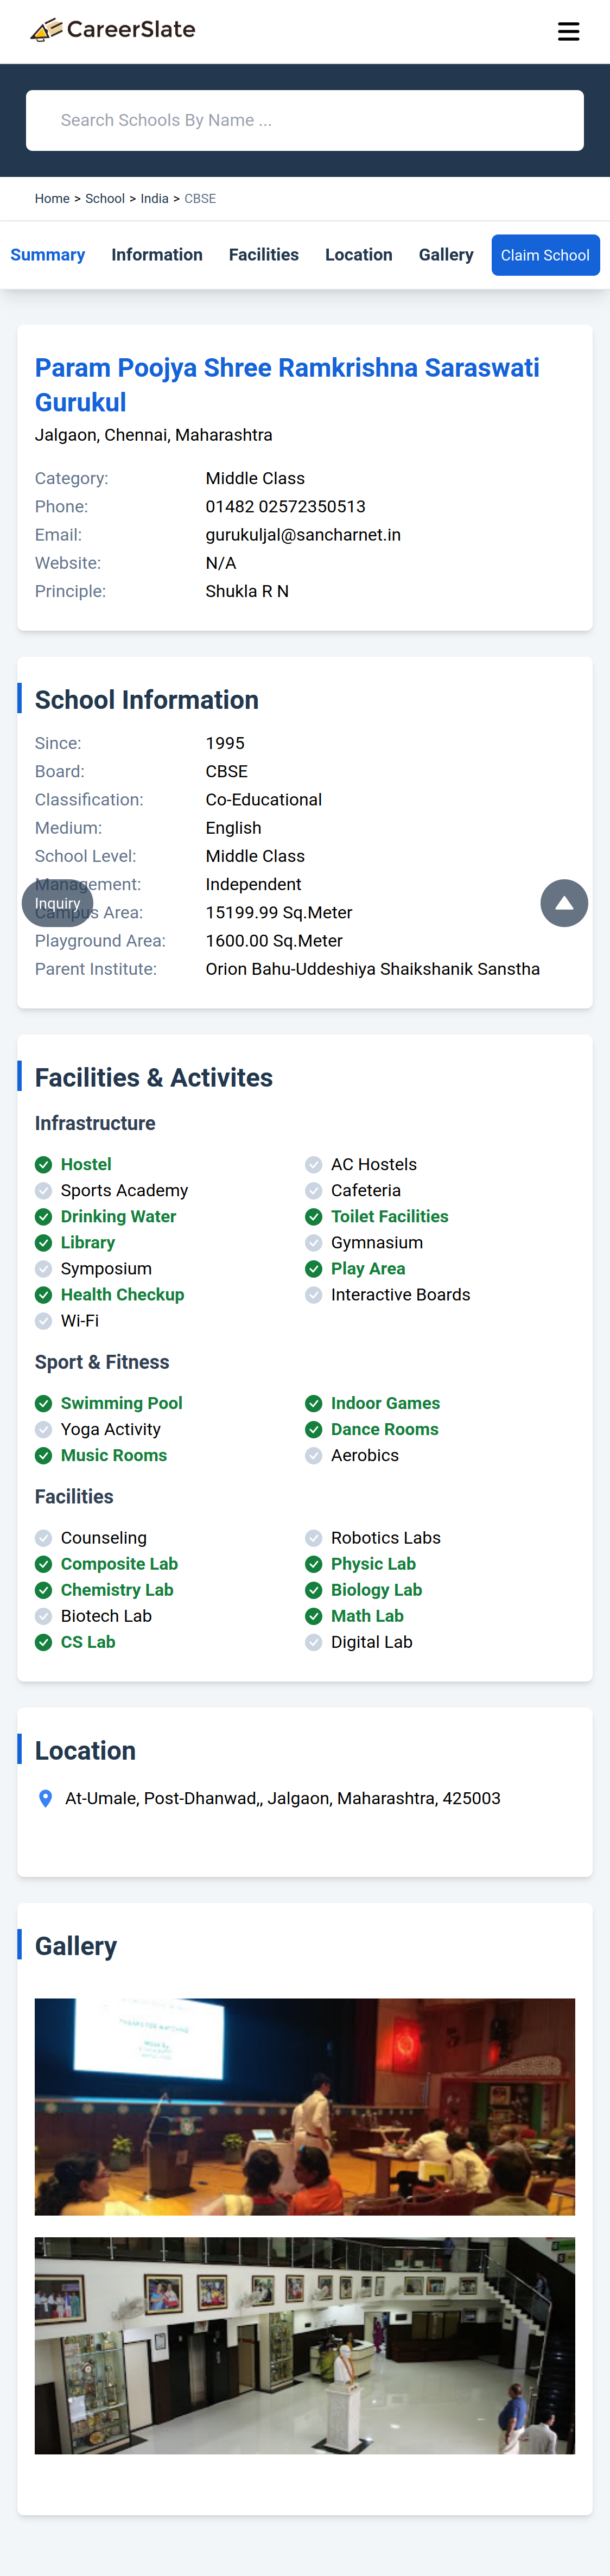 CareerSlate
Search Schools By Name ...
Home > School > India > CBSE
Summary Information Facilities Location Gallery Claim School
Param Poojya Shree Ramkrishna Saraswati
Gurukul
Jalgaon, Chennai, Maharashtra
Category: Middle Class
Phone: 01482 02572350513
Email: gurukuljal@sancharnet.in
Website: N/A
Principle: Shukla R N
School Information
Since: 1995
Board: CBSE
Classification: Co-Educational
Medium: English
School Level: Middle Class
Management: Independent
Inquiry
Campus Area: 15199.99 Sq.Meter
Playground Area: 1600.00 Sq.Meter
Parent Institute: Orion Bahu-Uddeshiya Shaikshanik Sanstha
Facilities & Activites
Infrastructure
Hostel AC Hostels
Sports Academy Cafeteria
Drinking Water Toilet Facilities
Library Gymnasium
Symposium Play Area
Health Checkup Interactive Boards
Wi-Fi
Sport & Fitness
Swimming Pool Indoor Games
Yoga Activity Dance Rooms
Music Rooms Aerobics
Facilities
Counseling Robotics Labs
Composite Lab Physic Lab
Chemistry Lab Biology Lab
Biotech Lab Math Lab
CS Lab Digital Lab
Location
At-Umale, Post-Dhanwad,, Jalgaon, Maharashtra, 425003
Gallery
THANKS FOR WATCHING